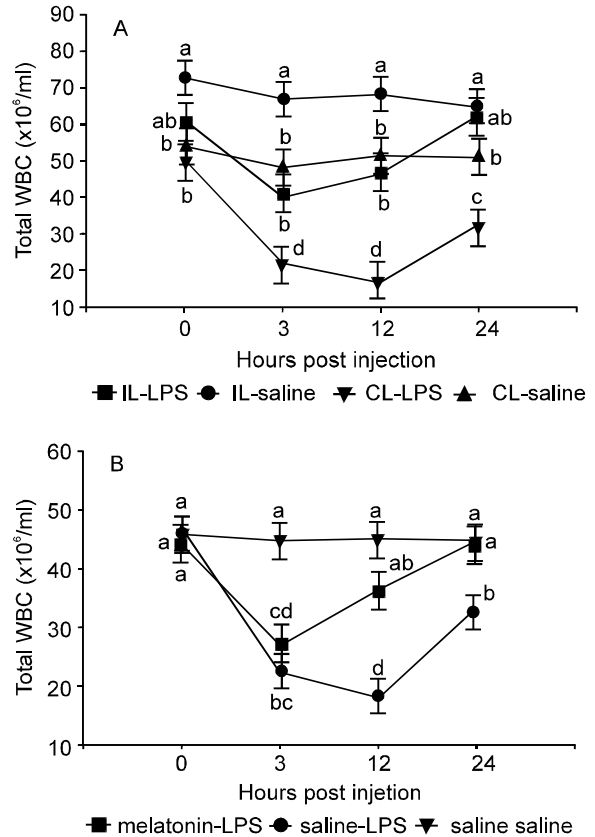 A
Total WBC (x10⁶/ml)
90
80
70
60
50
40
30
20
10
a a a a
ab ab
b b b b
b b b
d d c
0 3 12 24
Hours post injection
IL-LPS IL-saline CL-LPS CL-saline
B
Total WBC (x10⁶/ml)
60
50
40
30
20
10
a a a a
a ab a
a cd b
bc d
0 3 12 24
Hours post injetion
melatonin-LPS saline-LPS saline saline